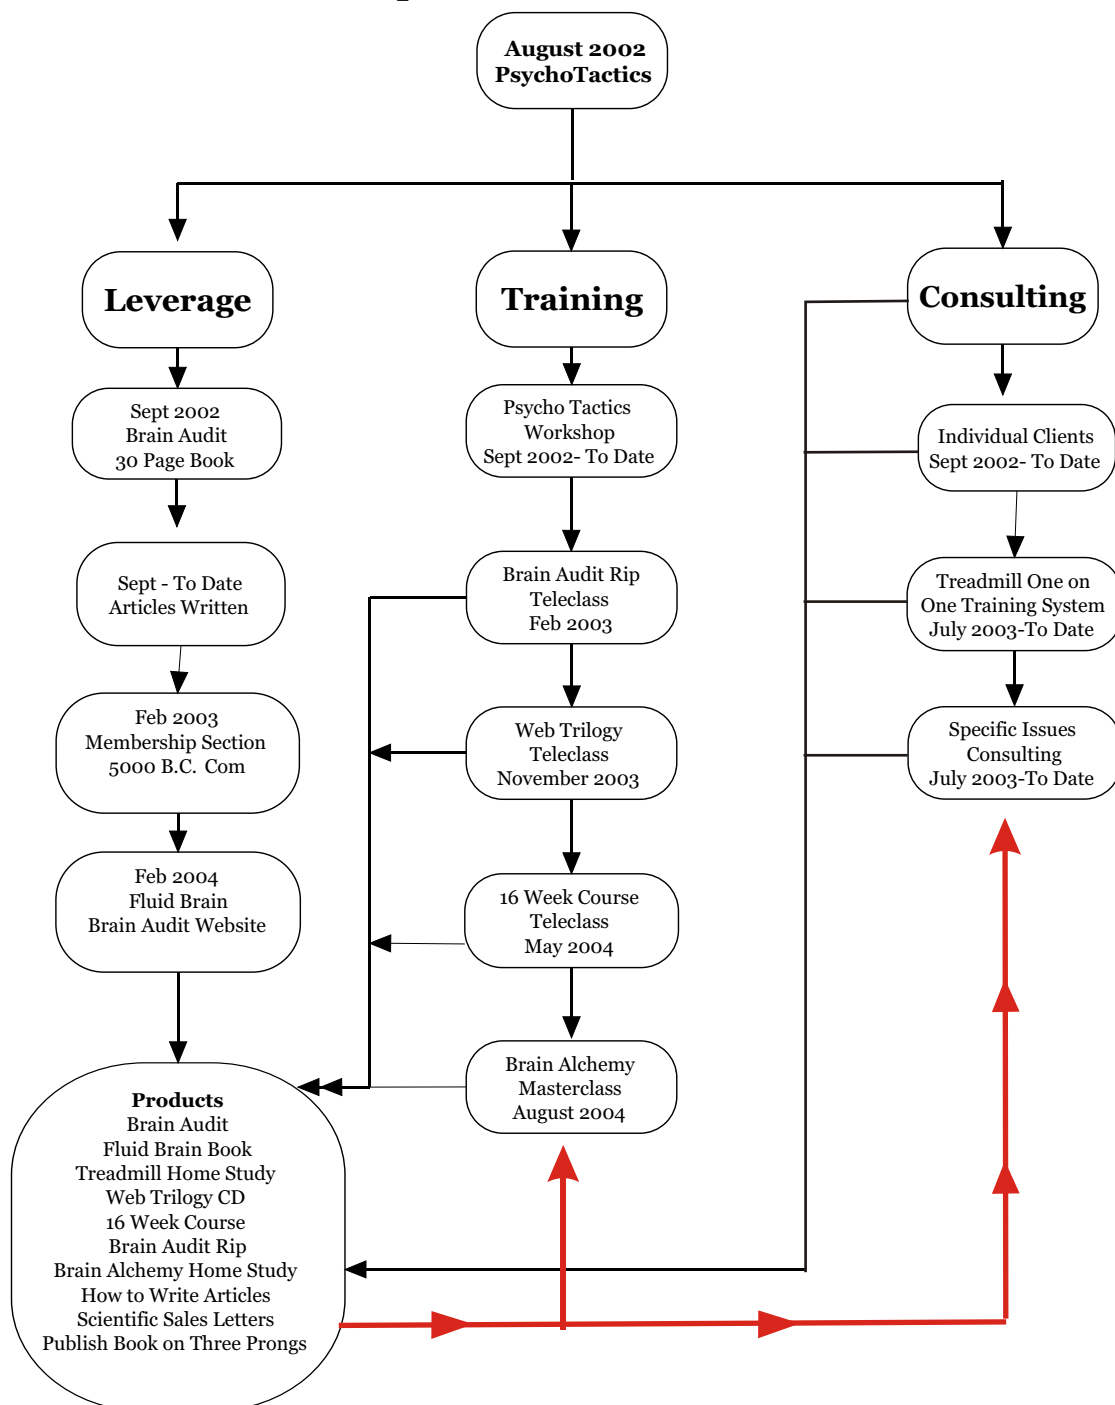 August 2002
PsychoTactics
Leverage
Training
Consulting
Sept 2002
Brain Audit
30 Page Book
Psycho Tactics
Workshop
Sept 2002- To Date
Individual Clients
Sept 2002- To Date
Sept - To Date
Articles Written
Brain Audit Rip
Teleclass
Feb 2003
Treadmill One on
One Training System
July 2003-To Date
Feb 2003
Membership Section
5000 B.C. Com
Web Trilogy
Teleclass
November 2003
Specific Issues
Consulting
July 2003-To Date
Feb 2004
Fluid Brain
Brain Audit Website
16 Week Course
Teleclass
May 2004
Brain Alchemy
Masterclass
August 2004
Products
Brain Audit
Fluid Brain Book
Treadmill Home Study
Web Trilogy CD
16 Week Course
Brain Audit Rip
Brain Alchemy Home Study
How to Write Articles
Scientific Sales Letters
Publish Book on Three Prongs